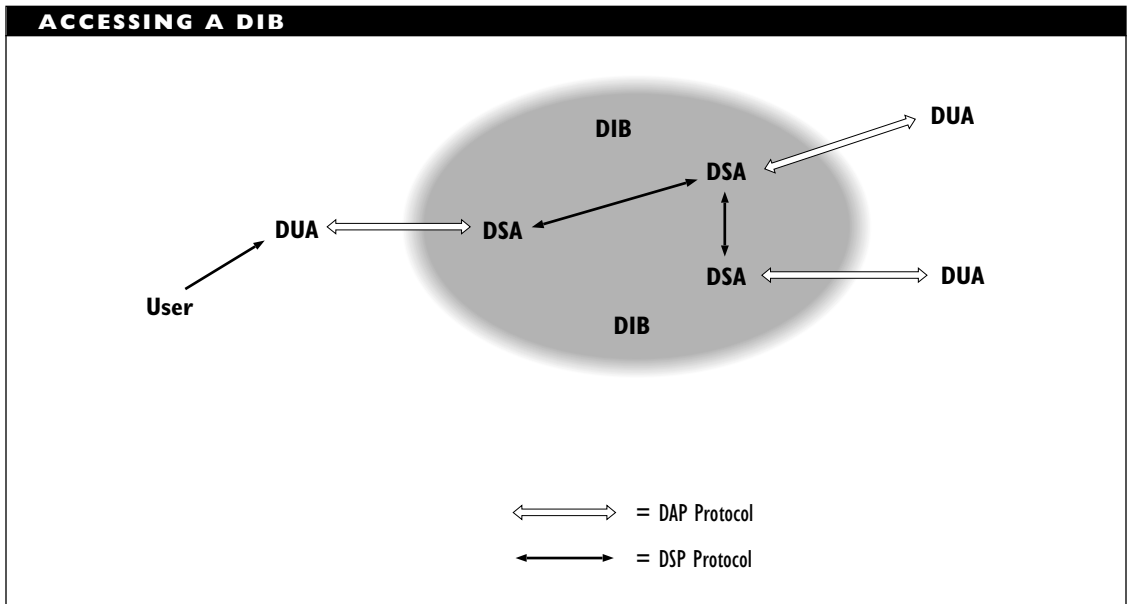 ACCESSING A DIB
DIB
DUA
DSA
DUA
DSA
DSA
DUA
User
DIB
= DAP Protocol
= DSP Protocol